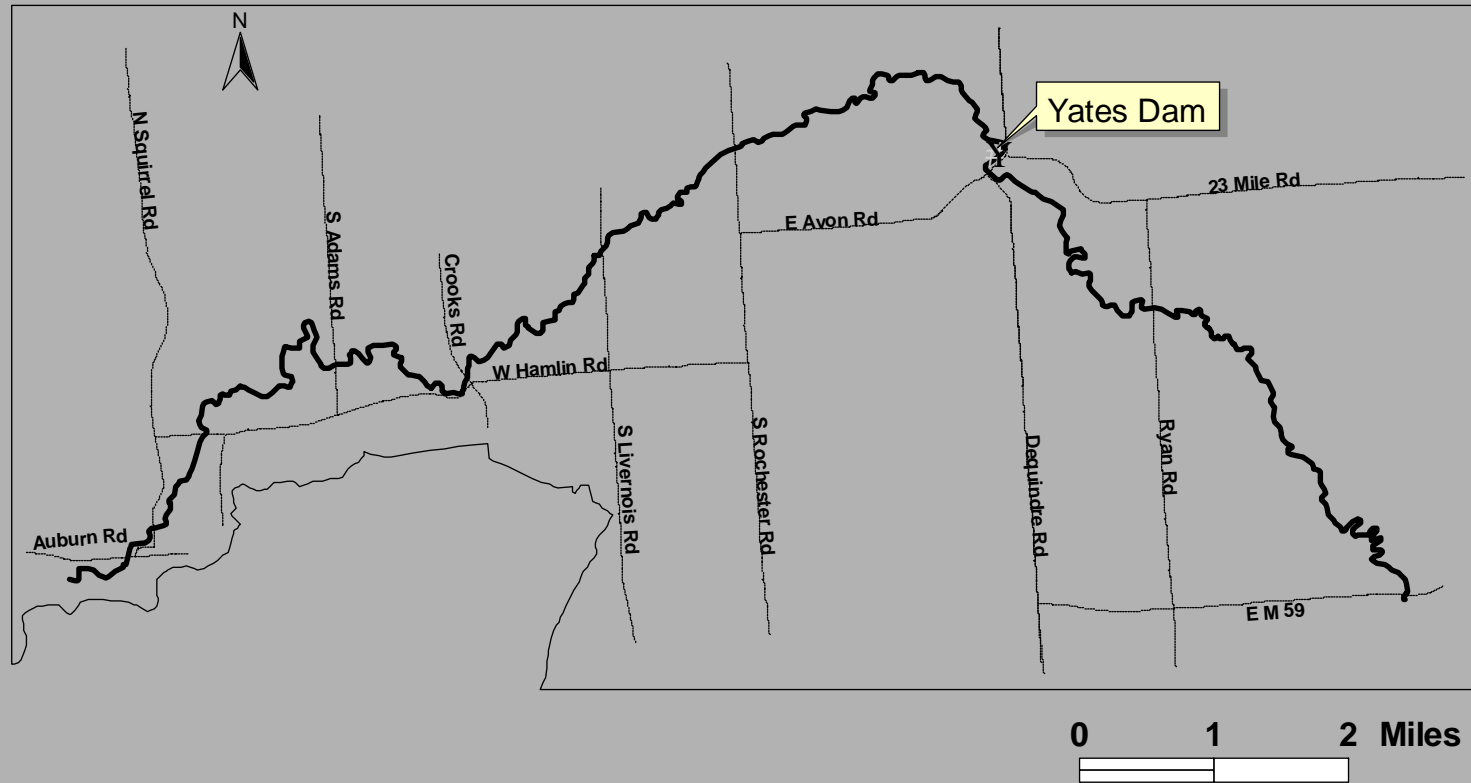 N
Yates Dam
N Squirrel Rd
S Adams Rd
Crooks Rd
23 Mile Rd
E Avon Rd
W Hamlin Rd
S Livernois Rd
S Rochester Rd
Dequindre Rd
Ryan Rd
Auburn Rd
E M 59
0 1 2 Miles